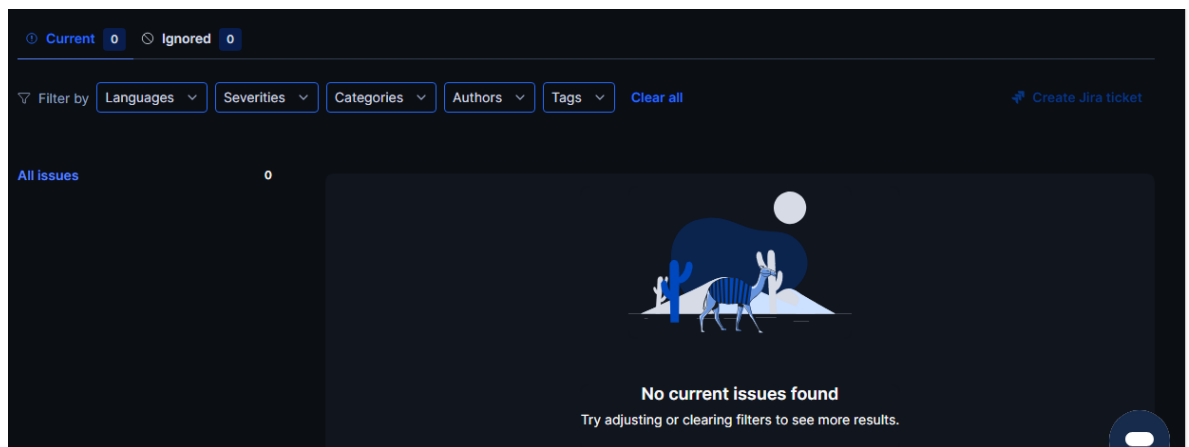 Current 0 Ignored 0
Filter by Languages Severities Categories Authors Tags Clear all Create Jira ticket
All issues 0
No current issues found
Try adjusting or clearing filters to see more results.